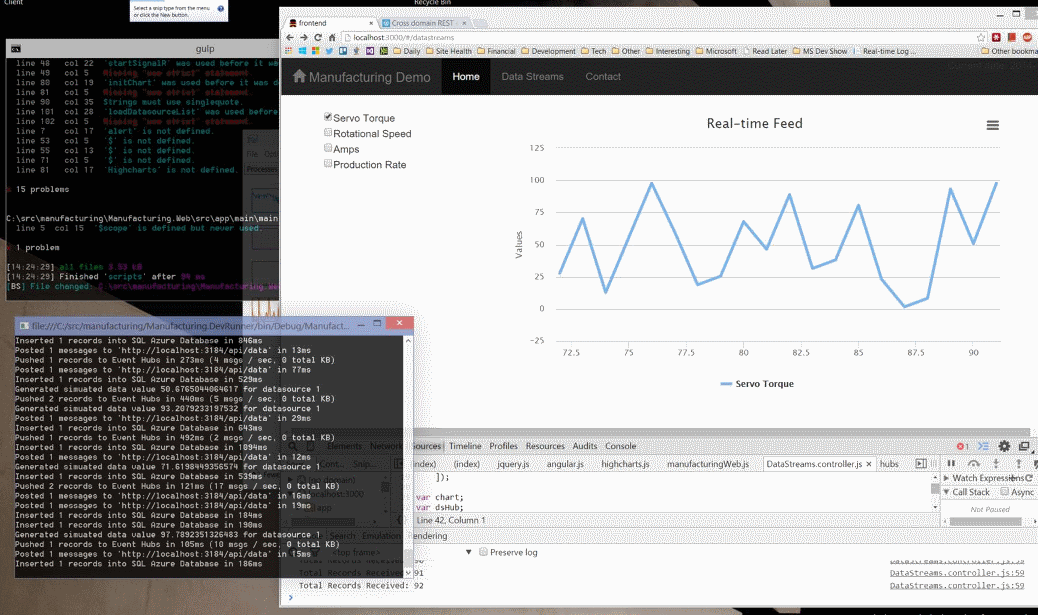 Client
Recycle Bin
Select a snip type from the menu
or click the New button.
gulp
line 48 col 22 'startSignalR' was used before it wa
line 49 col 5 Missing "use strict" statement.
line 80 col 19 'initChart' was used before it was d
line 81 col 5 Missing "use strict" statement.
line 90 col 35 Strings must use singlequote.
line 101 col 28 'loadDatasourceList' was used before
line 102 col 5 Missing "use strict" statement.
line 7 col 17 'alert' is not defined.
line 53 col 5 '$' is not defined.
line 55 col 13 '$' is not defined.
line 71 col 5 '$' is not defined.
line 81 col 17 'Highcharts' is not defined.
15 problems
C:\src\manufacturing\Manufacturing.Web\src\app\main\main
line 5 col 15 '$scope' is defined but never used.
1 problem
[14:24:29] all files 3.53 kB
[14:24:29] Finished 'scripts' after 94 ms
[BS] File changed: C:\src\manufacturing\Manufacturing.We
File Opti
Processes
file:///C:/src/manufacturing/Manufacturing.DevRunner/bin/Debug/Manufact...
Inserted 1 records into SQL Azure Database in 846ms
Posted 1 messages to 'http://localhost:3184/api/data' in 13ms
Pushed 1 records to Event Hubs in 273ms (4 msgs / sec, 0 total KB)
Posted 1 messages to 'http://localhost:3184/api/data' in 77ms
Inserted 1 records into SQL Azure Database in 529ms
Generated simuated data value 50.6765044064617 for datasource 1
Pushed 2 records to Event Hubs in 440ms (5 msgs / sec, 0 total KB)
Generated simuated data value 93.2079233197532 for datasource 1
Posted 1 messages to 'http://localhost:3184/api/data' in 29ms
Inserted 1 records into SQL Azure Database in 643ms
Pushed 1 records to Event Hubs in 492ms (2 msgs / sec, 0 total KB)
Inserted 1 records into SQL Azure Database in 1094ms
Posted 1 messages to 'http://localhost:3184/api/data' in 12ms
Generated simuated data value 71.6198449356574 for datasource 1
Inserted 1 records into SQL Azure Database in 539ms
Pushed 2 records to Event Hubs in 121ms (17 msgs / sec, 0 total KB)
Posted 1 messages to 'http://localhost:3184/api/data' in 16ms
Posted 1 messages to 'http://localhost:3184/api/data' in 19ms
Inserted 1 records into SQL Azure Database in 184ms
Inserted 1 records into SQL Azure Database in 190ms
Generated simuated data value 97.7892351326483 for datasource 1
Pushed 1 records to Event Hubs in 105ms (10 msgs / sec, 0 total KB)
Posted 1 messages to 'http://localhost:3184/api/data' in 15ms
Inserted 1 records into SQL Azure Database in 186ms
frontend × Cross domain REST - ×
localhost:3000/#/datastreams
Daily Site Health Financial Development Tech Other Interesting Microsoft Read Later MS Dev Show Real-time Log ... Other bookma
Manufacturing Demo Home Data Streams Contact
Servo Torque
Rotational Speed
Amps
Production Rate
Real-time Feed
Values
125
100
75
50
25
0
-25
72.5 75 77.5 80 82.5 85 87.5 90
Servo Torque
Elements Network Sources Timeline Profiles Resources Audits Console
1
Cont... Snip... (index) (index) jquery.js angular.js highcharts.js manufacturingWeb.js DataStreams.controller.js × hubs
]);
var chart;
var dsHub;
Line 42, Column 1
Watch Expressions
Call Stack Async
Not Paused
Search Emulation Rendering
<top frame> Preserve log
DataStreams.controller.js:59
Total Records Received: 91 DataStreams.controller.js:59
Total Records Received: 92 DataStreams.controller.js:59